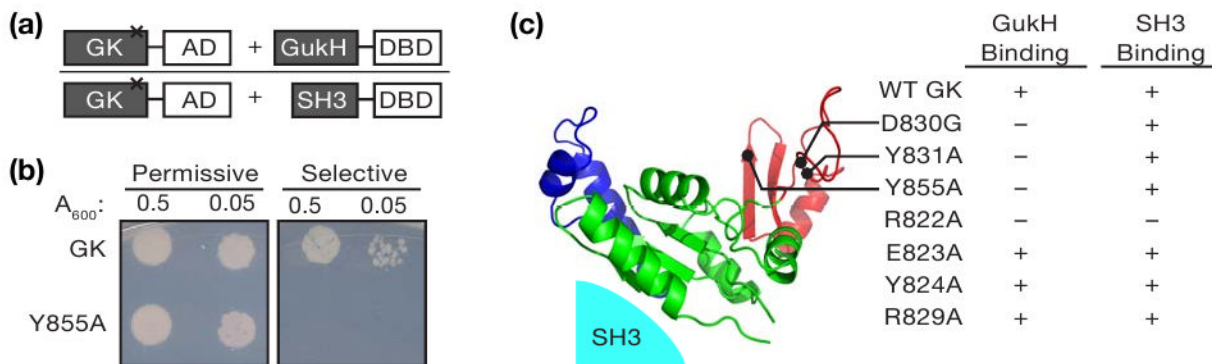 (a)
GK AD + GukH DBD
GK AD + SH3 DBD
(b)
Permissive Selective
A600: 0.5 0.05 0.5 0.05
GK
Y855A
(c)
GukH Binding SH3 Binding
WT GK + +
D830G – +
Y831A – +
Y855A – +
R822A – –
E823A + +
Y824A + +
R829A + +
SH3